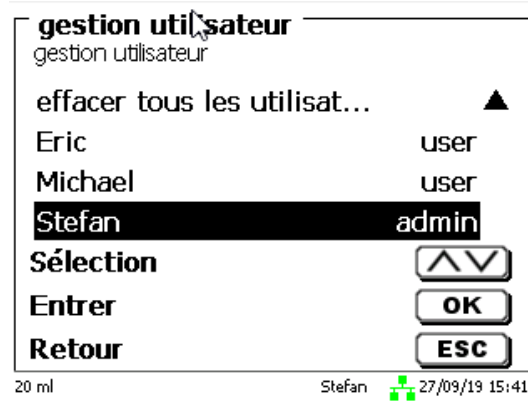 gestion utilisateur
gestion utilisateur
effacer tous les utilisat...
Eric user
Michael user
Stefan admin
Sélection
Entrer OK
Retour ESC
20 ml Stefan 27/09/19 15:41